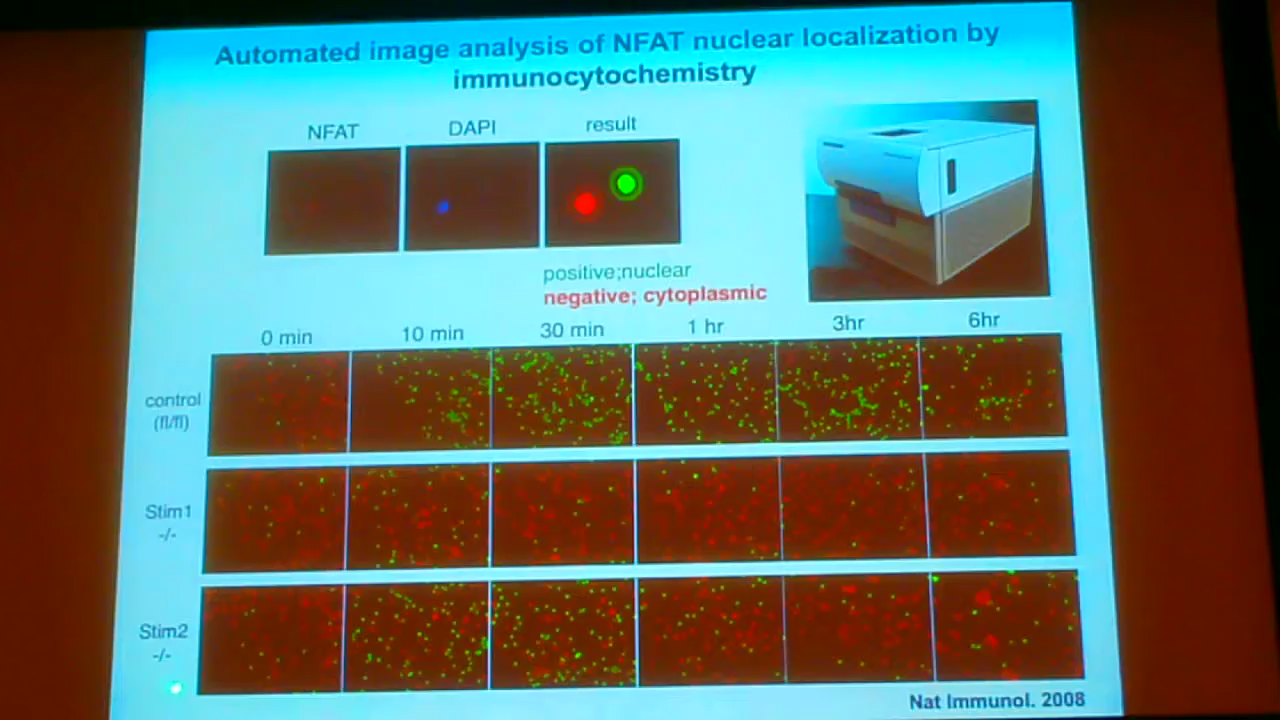 Automated image analysis of NFAT nuclear localization by
immunocytochemistry
NFAT
DAPI
result
positive;nuclear
negative; cytoplasmic
0 min
10 min
30 min
1 hr
3hr
6hr
control
(fl/fl)
Stim1
-/-
Stim2
-/-
Nat Immunol. 2008